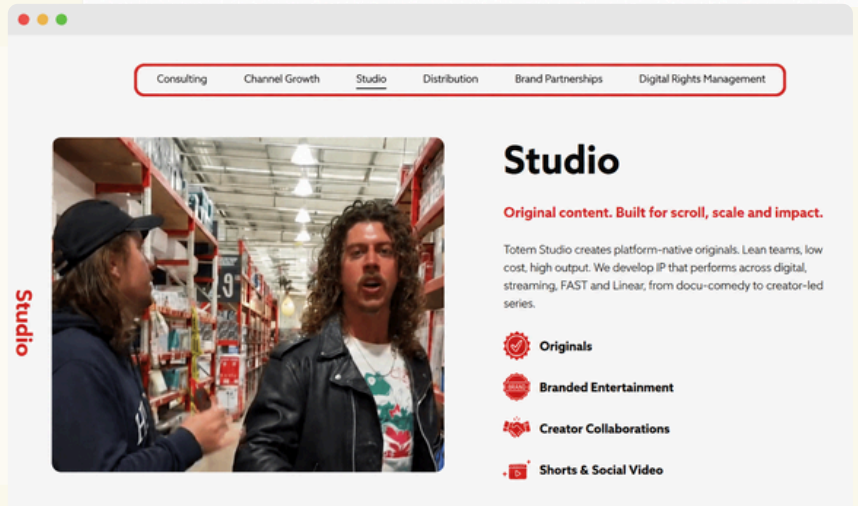 Consulting
Channel Growth
Studio
Distribution
Brand Partnerships
Digital Rights Management
Studio
Studio
Original content. Built for scroll, scale and impact.
Totem Studio creates platform-native originals. Lean teams, low
cost, high output. We develop IP that performs across digital,
streaming, FAST and Linear, from docu-comedy to creator-led
series.
Originals
BRAND
Branded Entertainment
Creator Collaborations
Shorts & Social Video